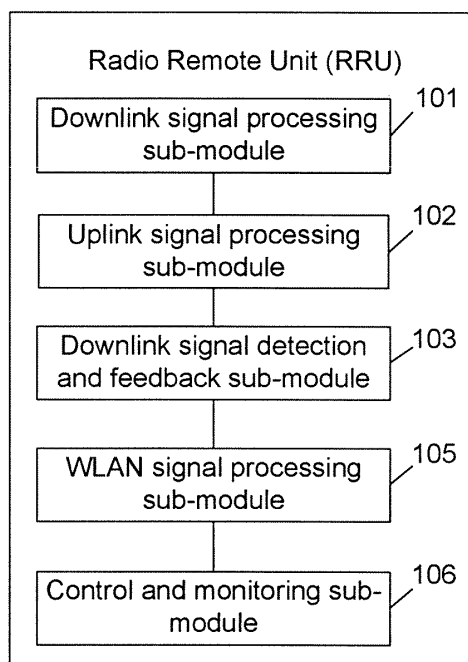 Radio Remote Unit (RRU)
101
Downlink signal processing
sub-module
102
Uplink signal processing
sub-module
103
Downlink signal detection
and feedback sub-module
105
WLAN signal processing
sub-module
106
Control and monitoring sub-
module